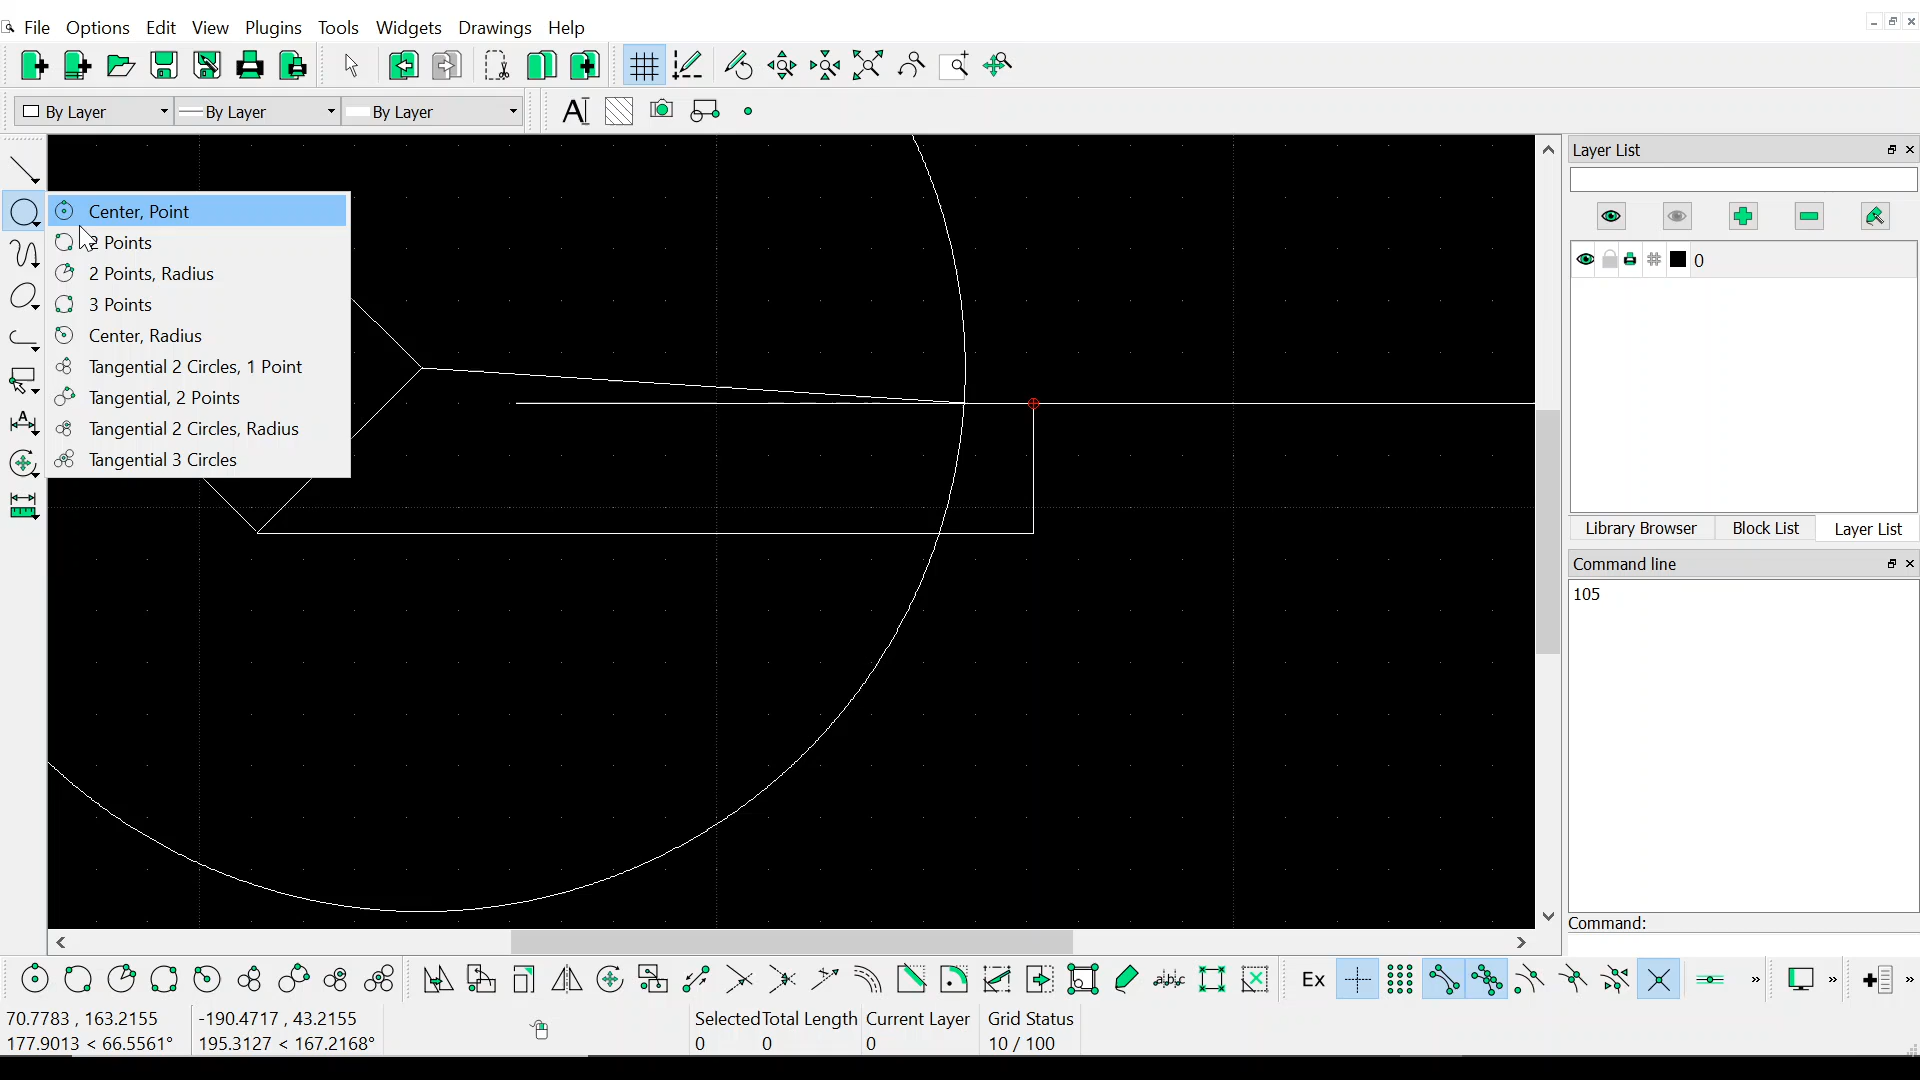 File Options Edit View Plugins Tools Widgets Drawings Help
By Layer By Layer By Layer
A
Layer List
Center, Point
2 Points
2 Points, Radius
3 Points
Center, Radius
Tangential 2 Circles, 1 Point
Tangential, 2 Points
Tangential 2 Circles, Radius
Tangential 3 Circles
A
0
Library Browser Block List Layer List
Command line
105
Command:
abc Ex » » »
70.7783 , 163.2155 -190.4717 , 43.2155 Selected Total Length Current Layer Grid Status
177.9013 < 66.5561° 195.3127 < 167.2168° 0 0 0 10 / 100